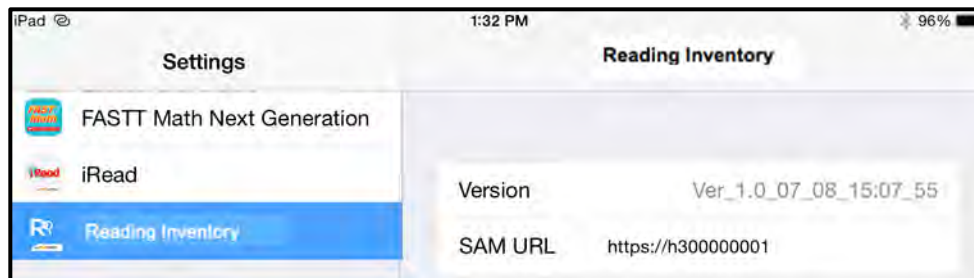 iPad 1:32 PM 96%
Settings
Reading Inventory
FASTT Math Next Generation
iRead
iRead
Reading Inventory
Version Ver_1.0_07_08_15:07_55
SAM URL https://h300000001